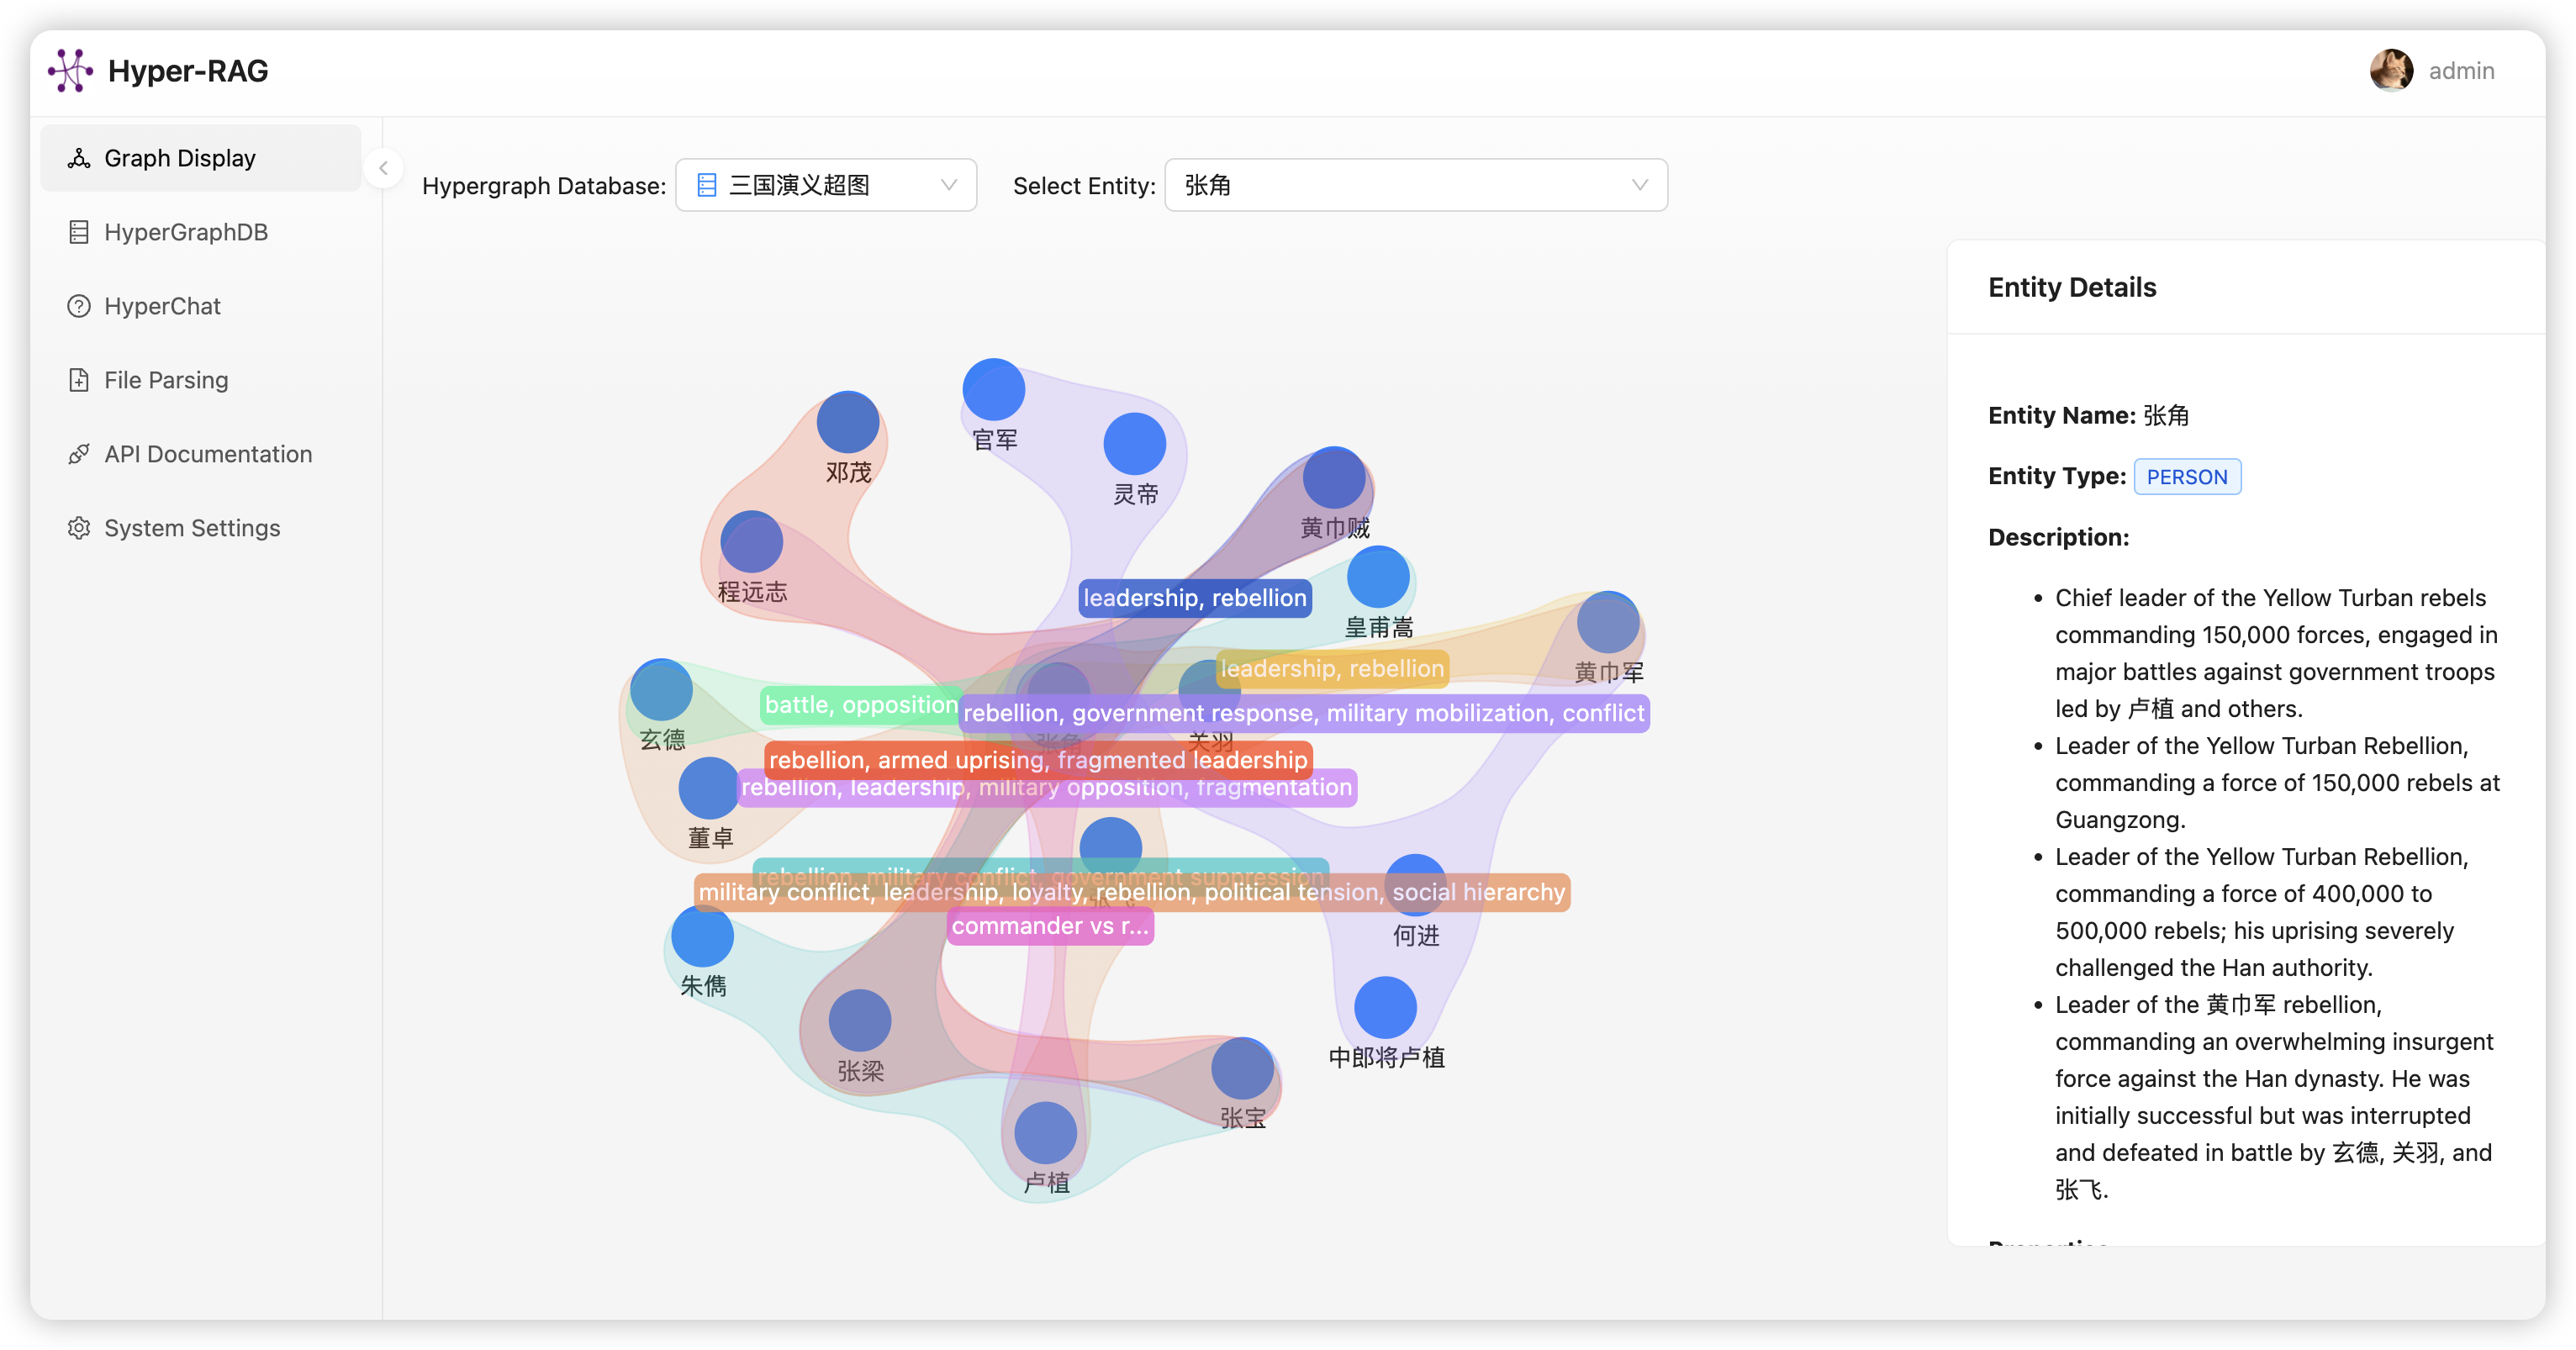 Hyper-RAG
admin
Graph Display
HyperGraphDB
HyperChat
File Parsing
API Documentation
System Settings
Hypergraph Database: 三国演义超图
Select Entity: 张角
官军
邓茂
灵帝
黄巾贼
程远志
leadership, rebellion
皇甫嵩
leadership, rebellion
黄巾军
battle, opposition
rebellion, government response, military mobilization, conflict
玄德
张角
关羽
rebellion, armed uprising, fragmented leadership
rebellion, leadership, military opposition, fragmentation
董卓
rebellion, military conflict, government suppression
military conflict, leadership, loyalty, rebellion, political tension, social hierarchy
commander vs r...
何进
朱儁
中郎将卢植
张梁
张宝
卢植
Entity Details
Entity Name: 张角
Entity Type: PERSON
Description:
• Chief leader of the Yellow Turban rebels
commanding 150,000 forces, engaged in
major battles against government troops
led by 卢植 and others.
• Leader of the Yellow Turban Rebellion,
commanding a force of 150,000 rebels at
Guangzong.
• Leader of the Yellow Turban Rebellion,
commanding a force of 400,000 to
500,000 rebels; his uprising severely
challenged the Han authority.
• Leader of the 黄巾军 rebellion,
commanding an overwhelming insurgent
force against the Han dynasty. He was
initially successful but was interrupted
and defeated in battle by 玄德, 关羽, and
张飞.